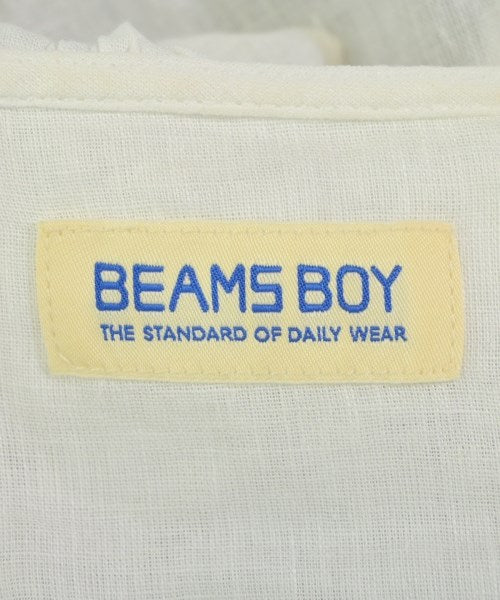 BEAMS BOY
THE STANDARD OF DAILY WEAR